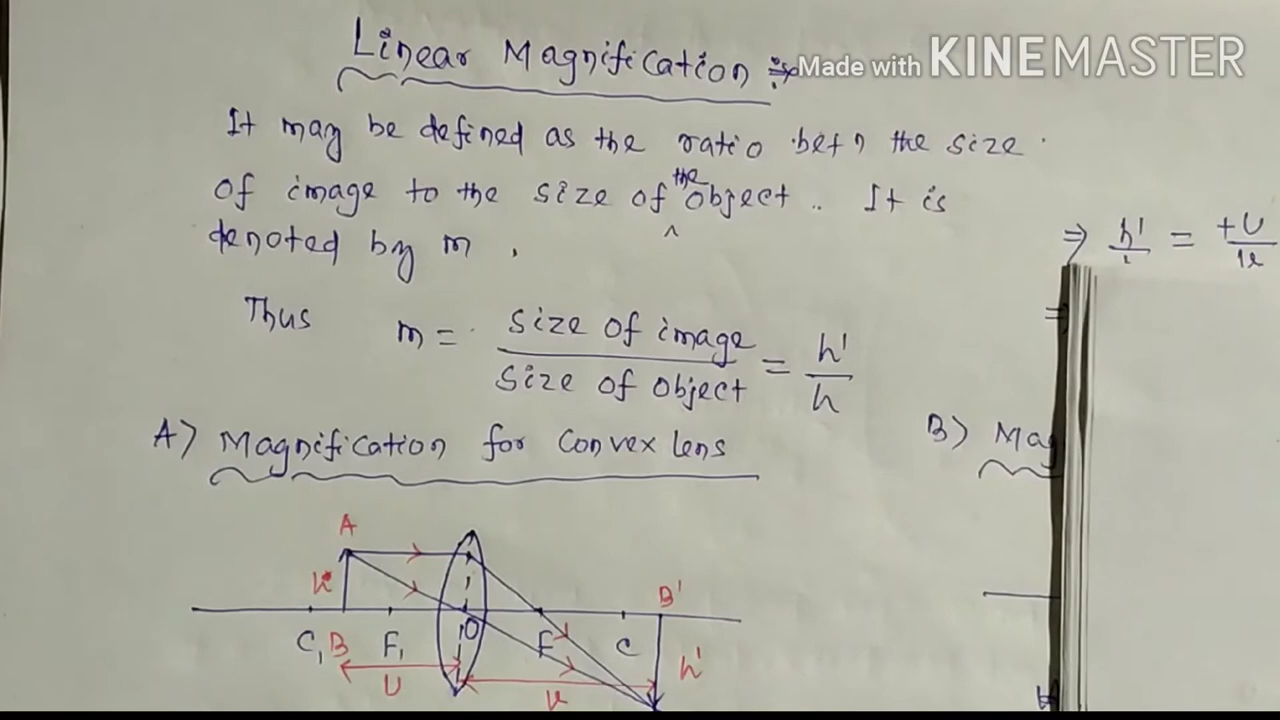 Linear Magnification :-
Made with KINEMASTER
It may be defined as the ratio betn the size
of image to the size of the object. It is
denoted by m.
Thus m = size of image / size of object = h' / h
A) Magnification for convex lens
A
h
C₁ B F₁ O F C B'
U v h'
⇒ h' = +U
=
B) Mag